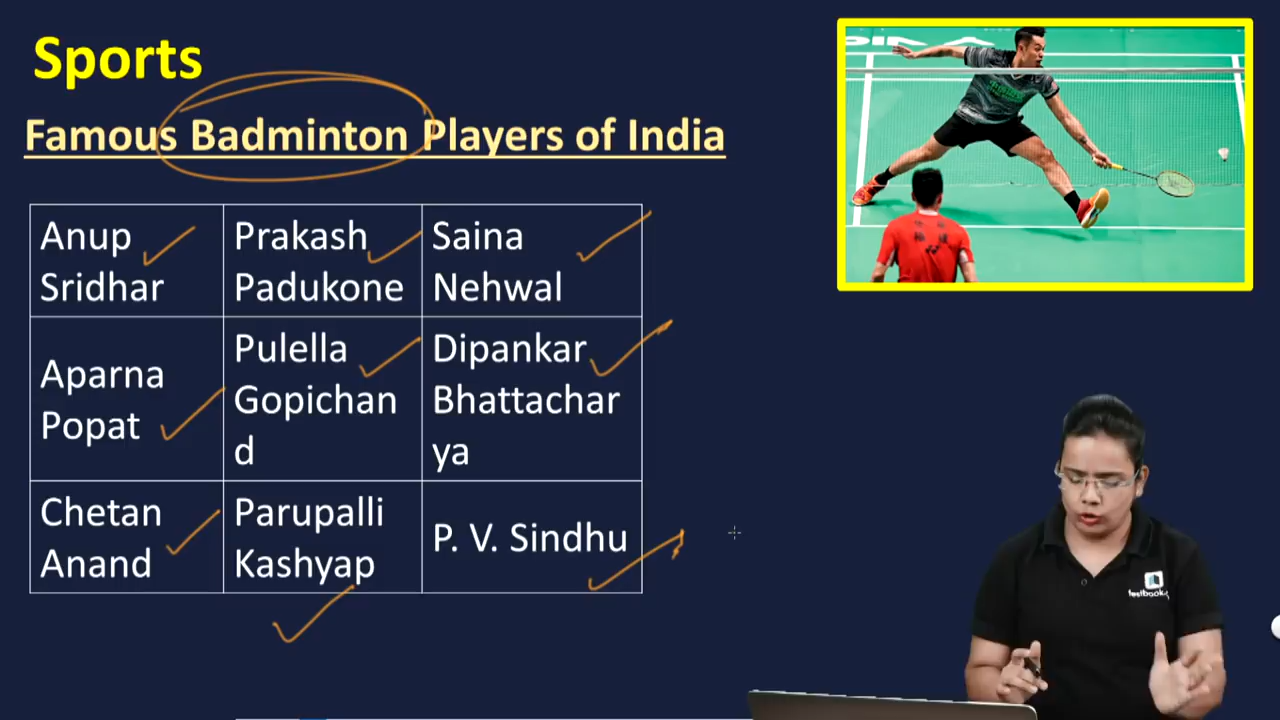 Sports
Famous Badminton Players of India
Anup
Sridhar
Prakash
Padukone
Saina
Nehwal
Aparna
Popat
Pulella
Gopichan
d
Dipankar
Bhattachar
ya
Chetan
Anand
Parupalli
Kashyap
P. V. Sindhu